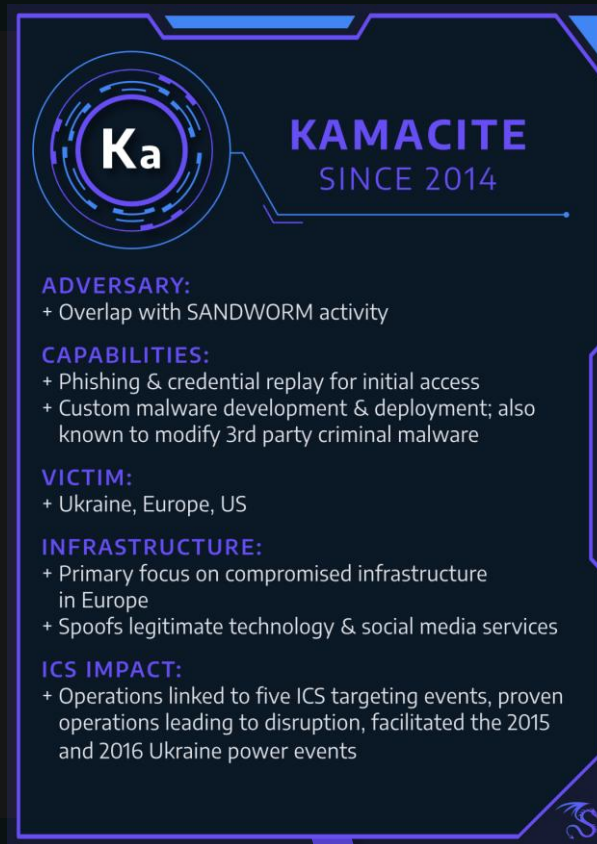 Ka
KAMACITE
SINCE 2014
ADVERSARY:
+ Overlap with SANDWORM activity
CAPABILITIES:
+ Phishing & credential replay for initial access
+ Custom malware development & deployment; also
known to modify 3rd party criminal malware
VICTIM:
+ Ukraine, Europe, US
INFRASTRUCTURE:
+ Primary focus on compromised infrastructure
in Europe
+ Spoofs legitimate technology & social media services
ICS IMPACT:
+ Operations linked to five ICS targeting events, proven
operations leading to disruption, facilitated the 2015
and 2016 Ukraine power events